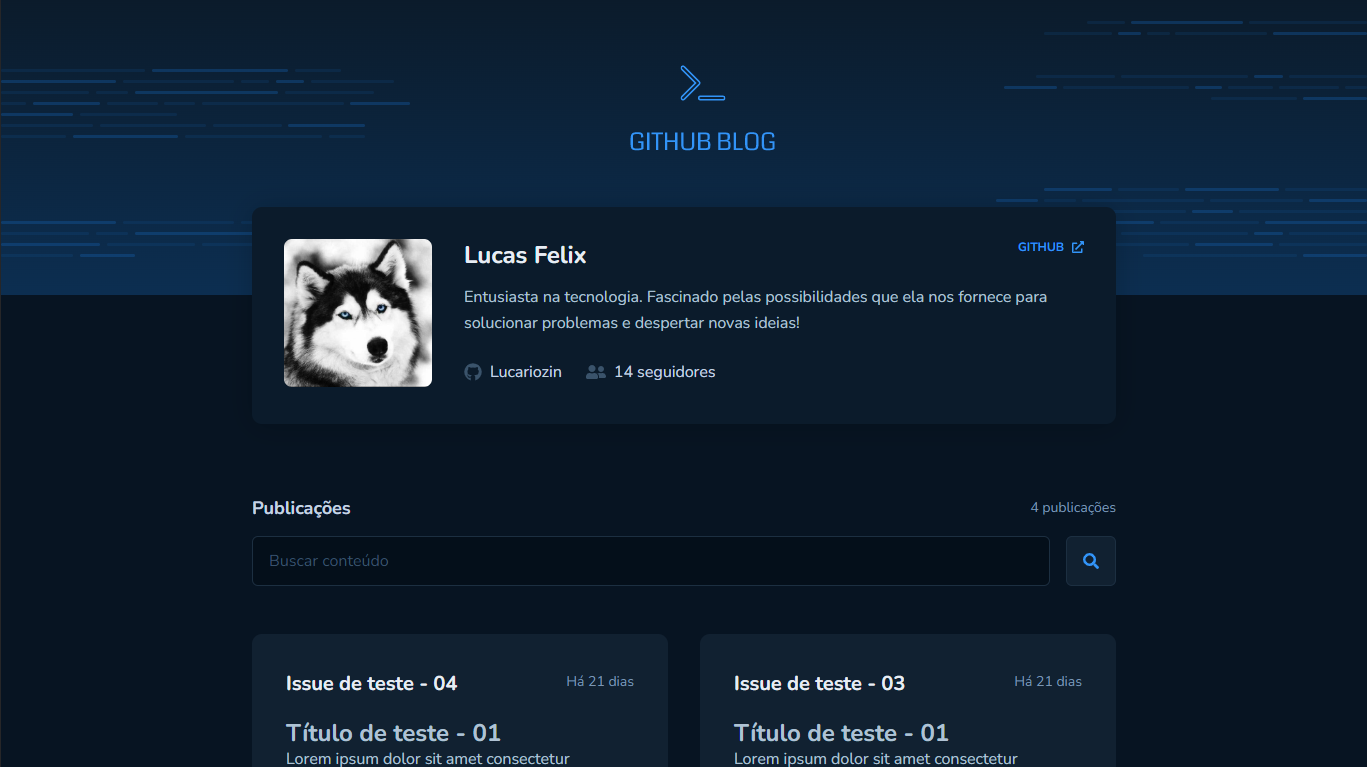 GITHUB BLOG
Lucas Felix
GITHUB
Entusiasta na tecnologia. Fascinado pelas possibilidades que ela nos fornece para
solucionar problemas e despertar novas ideias!
Lucariozin
14 seguidores
Publicações
4 publicações
Buscar conteúdo
Issue de teste - 04
Há 21 dias
Título de teste - 01
Lorem ipsum dolor sit amet consectetur
Issue de teste - 03
Há 21 dias
Título de teste - 01
Lorem ipsum dolor sit amet consectetur